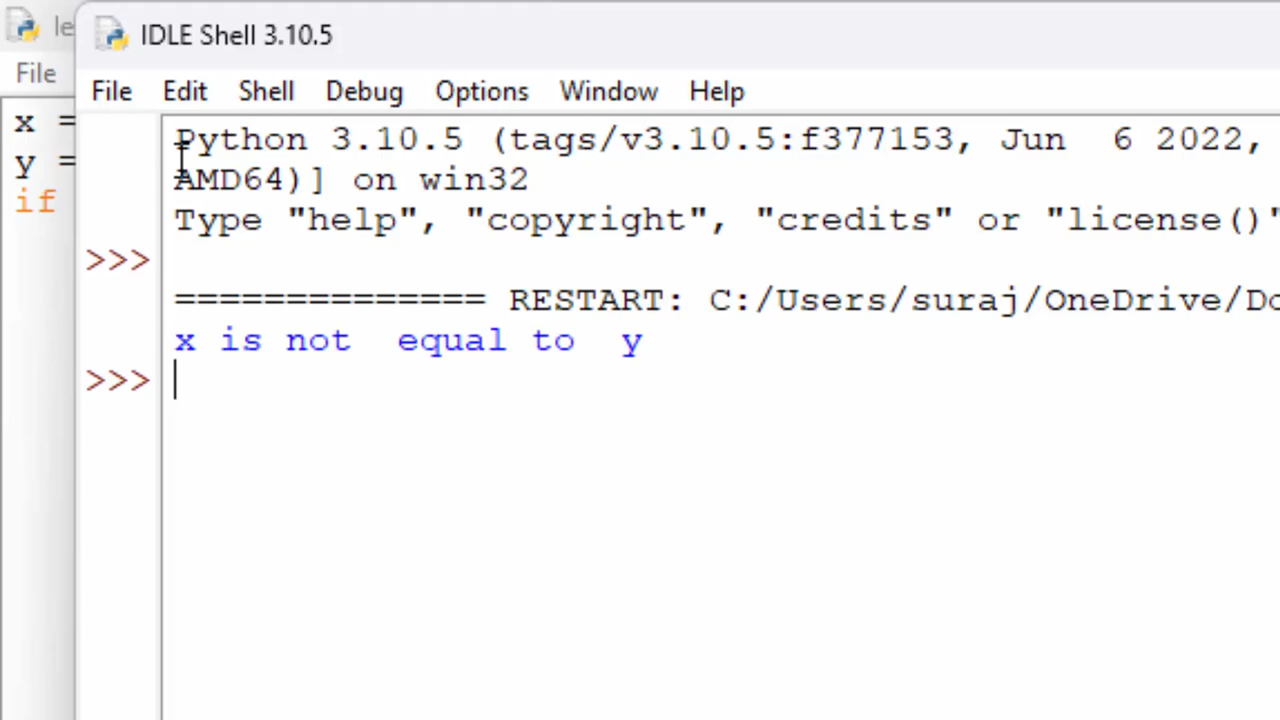 le
IDLE Shell 3.10.5
File
File Edit Shell Debug Options Window Help
x =
y =
if
Python 3.10.5 (tags/v3.10.5:f377153, Jun  6 2022,
AMD64)] on win32
Type "help", "copyright", "credits" or "license()"
>>>
============== RESTART: C:/Users/suraj/OneDrive/Do
x is not  equal to  y
>>>